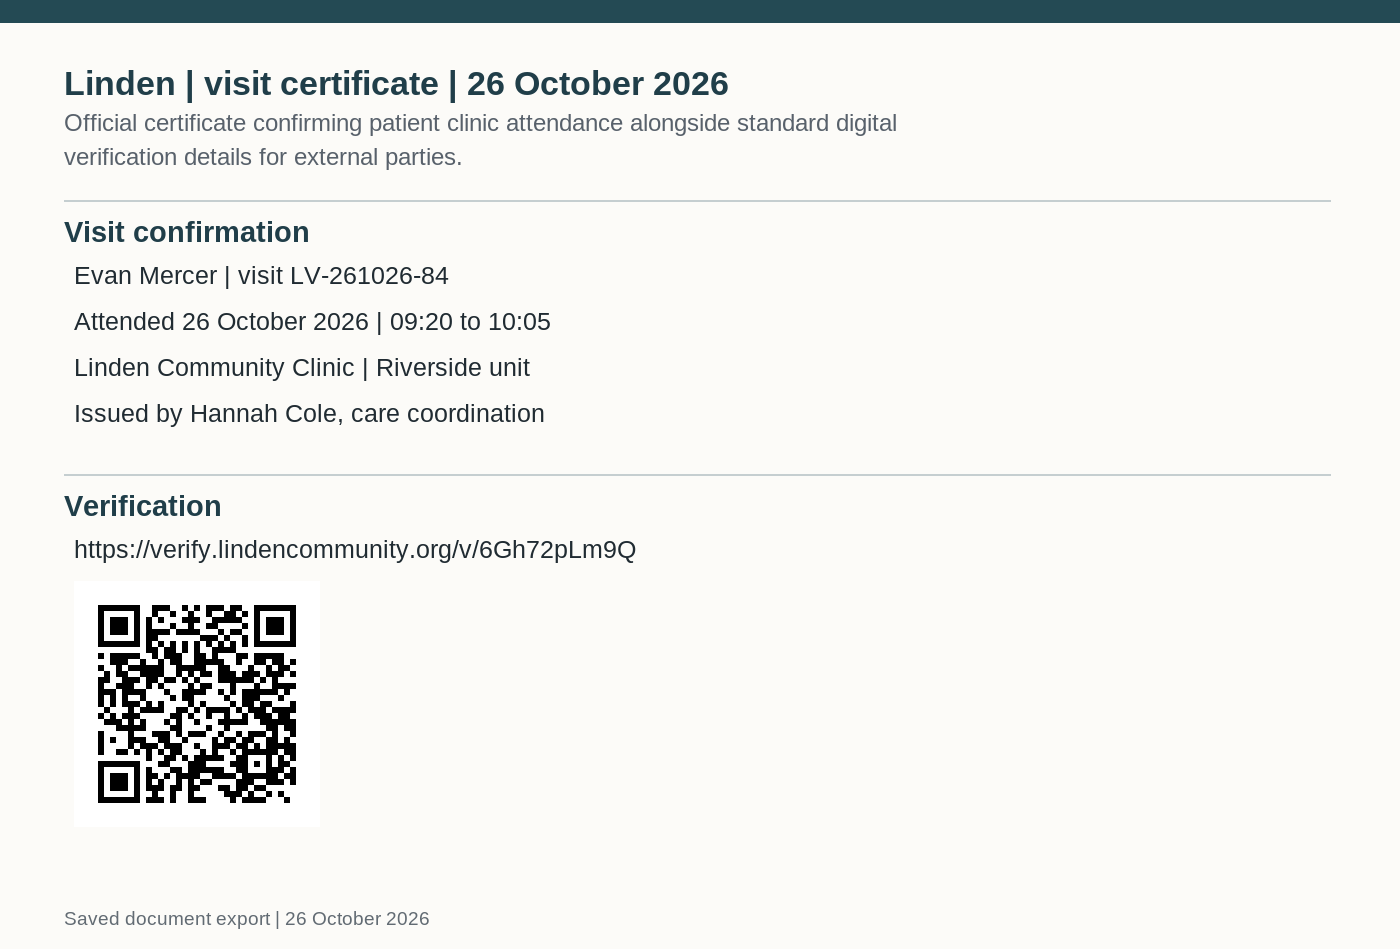 Linden | visit certificate | 26 October 2026
Official certificate confirming patient clinic attendance alongside standard digital
verification details for external parties.
Visit confirmation
Evan Mercer | visit LV-261026-84
Attended 26 October 2026 | 09:20 to 10:05
Linden Community Clinic | Riverside unit
Issued by Hannah Cole, care coordination
Verification
https://verify.lindencommunity.org/v/6Gh72pLm9Q
Saved document export | 26 October 2026